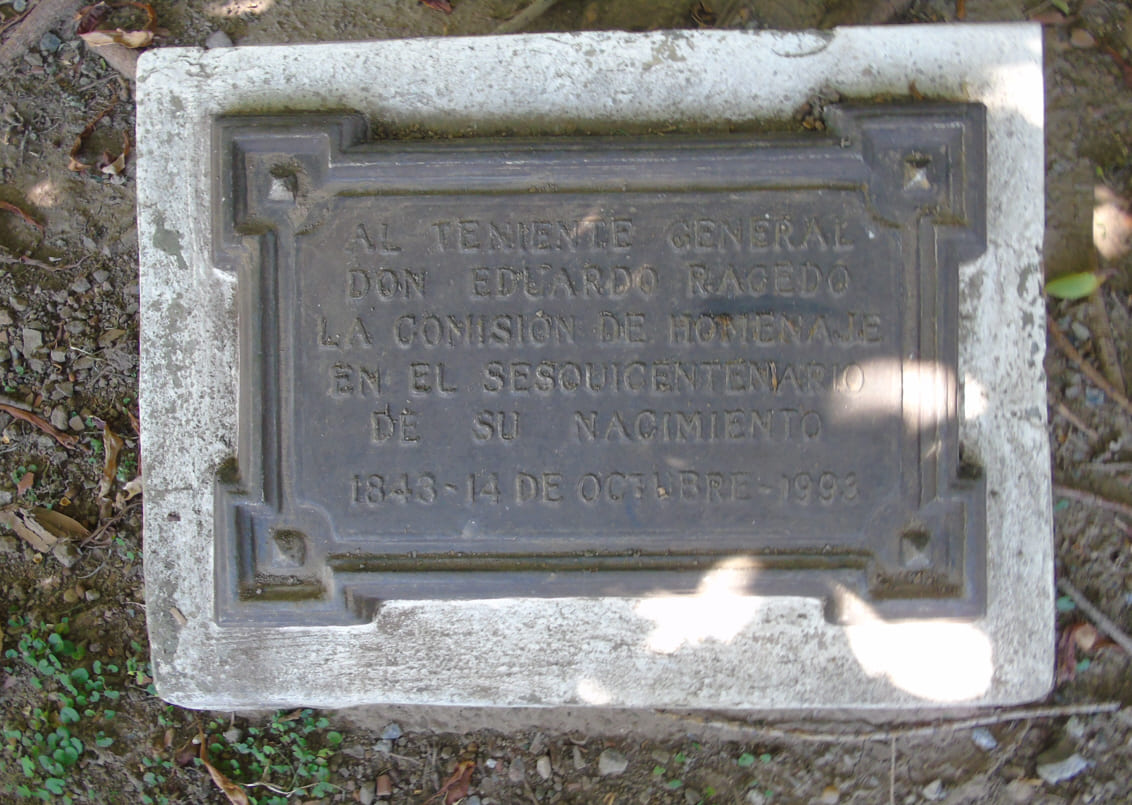 AL TENIENTE GENERAL
DON EDUARDO RACEDO
LA COMISIÓN DE HOMENAJE
EN EL SESQUICENTENARIO
DE SU NACIMIENTO
1843 - 14 DE OCTUBRE - 1993